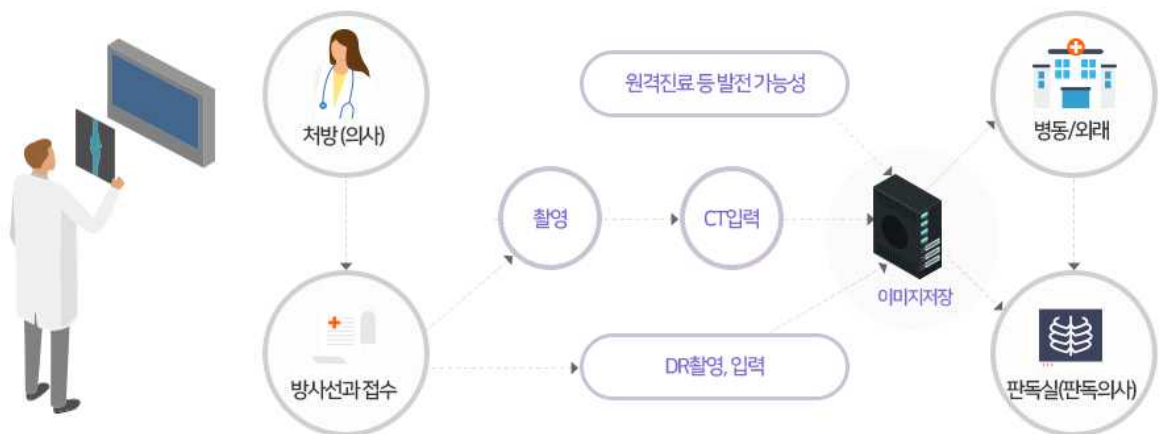 처방 (의사)
원격진료 등 발전 가능성
병동/외래
촬영
CT입력
이미지저장
방사선과 접수
DR촬영, 입력
판독실(판독의사)